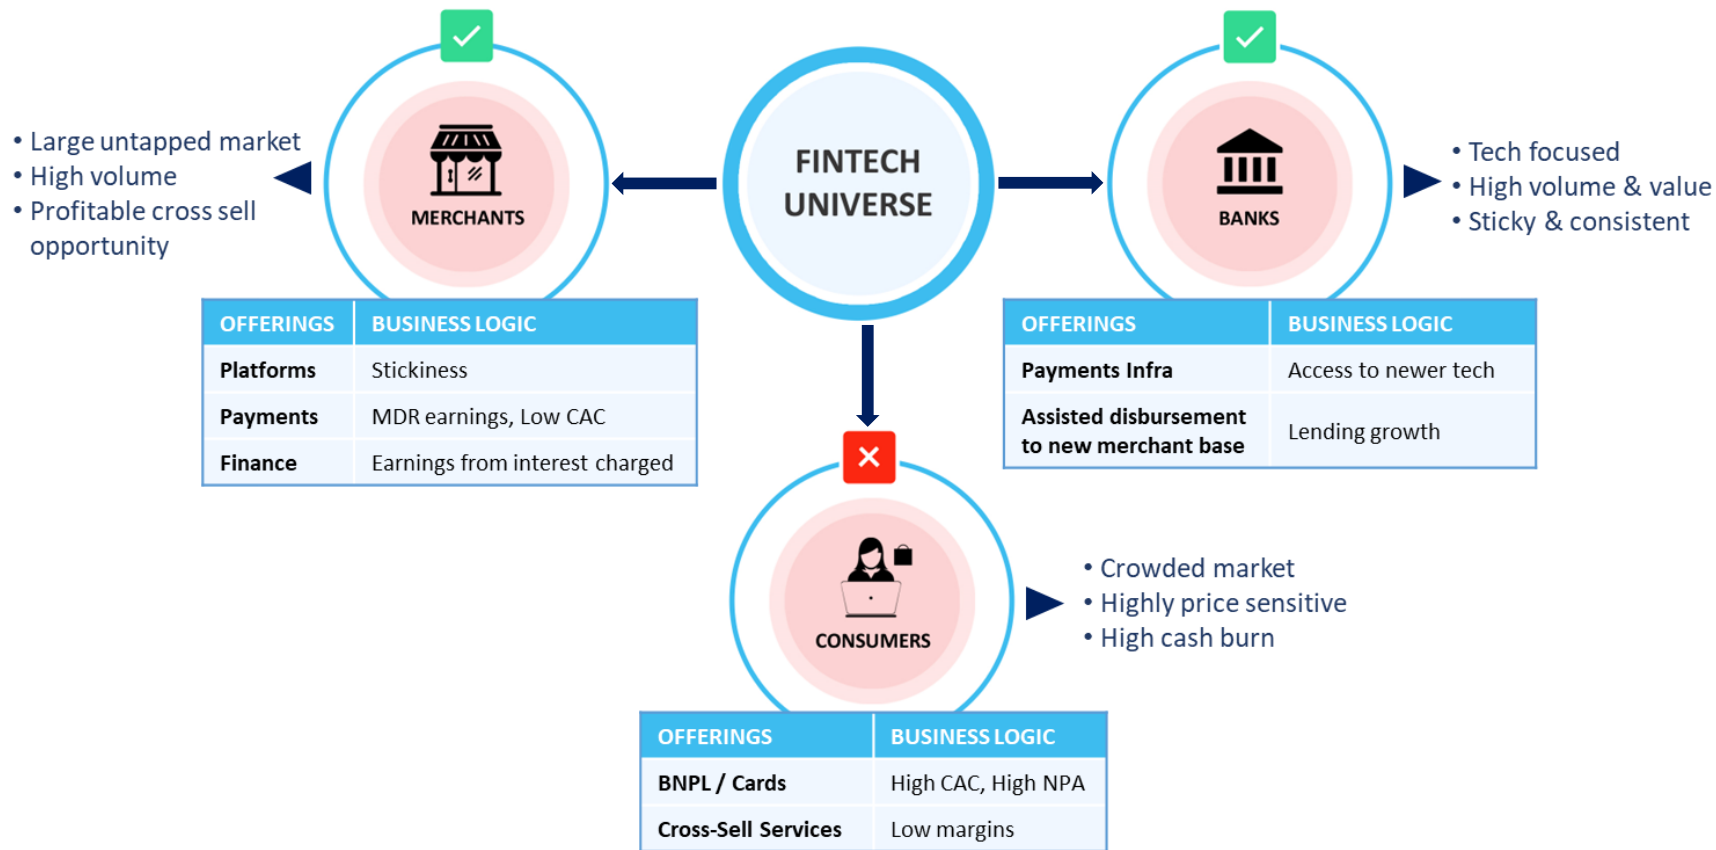 FINTECH
UNIVERSE
• Large untapped market
• High volume
• Profitable cross sell
opportunity
MERCHANTS
OFFERINGS BUSINESS LOGIC
Platforms Stickiness
Payments MDR earnings, Low CAC
Finance Earnings from interest charged
BANKS
• Tech focused
• High volume & value
• Sticky & consistent
OFFERINGS BUSINESS LOGIC
Payments Infra Access to newer tech
Assisted disbursement
to new merchant base
Lending growth
CONSUMERS
• Crowded market
• Highly price sensitive
• High cash burn
OFFERINGS BUSINESS LOGIC
BNPL / Cards High CAC, High NPA
Cross-Sell Services Low margins